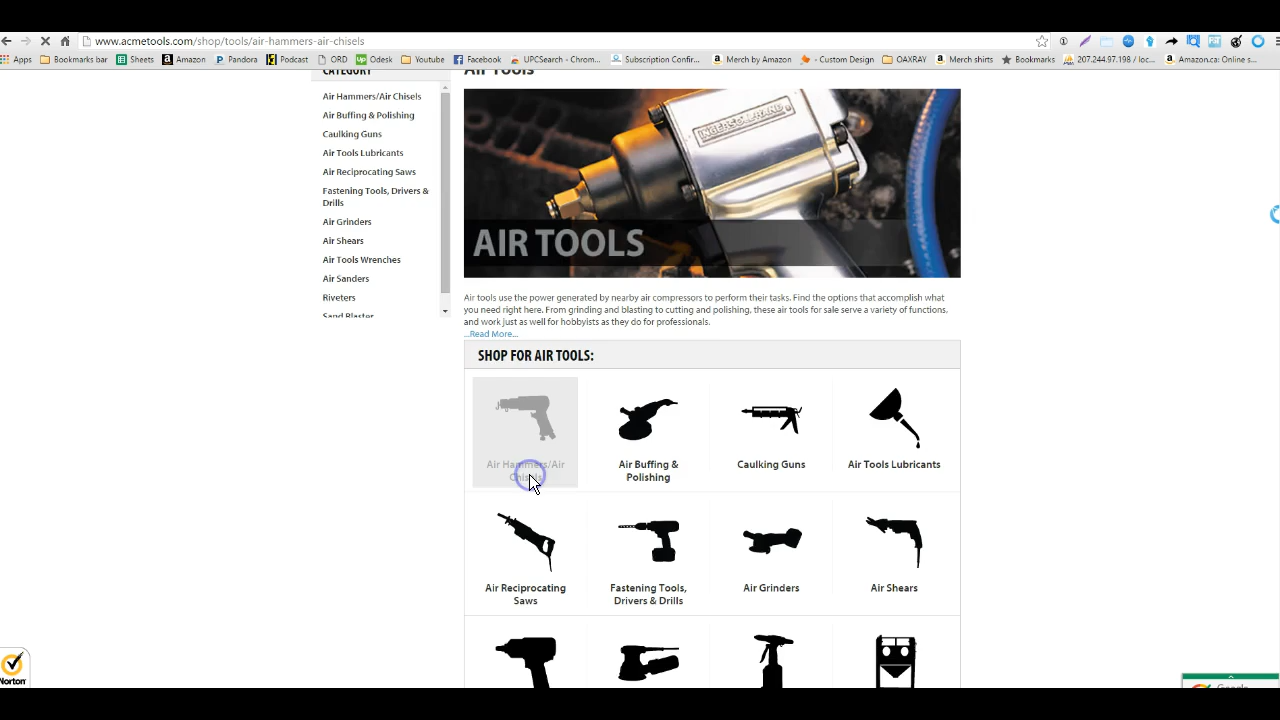 www.acmetools.com/shop/tools/air-hammers-air-chisels
Apps Bookmarks bar Sheets Amazon Pandora Podcast ORD Odesk Youtube Facebook UPCSearch - Chrom... Subscription Confir... Merch by Amazon - Custom Design OAXRAY Merch shirts Bookmarks 207.244.97.198 / loc... Amazon.ca: Online s...
CATEGORY
Air Hammers/Air Chisels
Air Buffing & Polishing
Caulking Guns
Air Tools Lubricants
Air Reciprocating Saws
Fastening Tools, Drivers &
Drills
Air Grinders
Air Shears
Air Tools Wrenches
Air Sanders
Riveters
Sand Blaster
Air Tools
INGERSOLL-RAND
AIR TOOLS
Air tools use the power generated by nearby air compressors to perform their tasks. Find the options that accomplish what
you need right here. From grinding and blasting to cutting and polishing, these air tools for sale serve a variety of functions,
and work just as well for hobbyists as they do for professionals.
...Read More...
SHOP FOR AIR TOOLS:
Air Hammers/Air
Chisels
Air Buffing &
Polishing
Caulking Guns
Air Tools Lubricants
Air Reciprocating
Saws
Fastening Tools,
Drivers & Drills
Air Grinders
Air Shears
Norton
Google